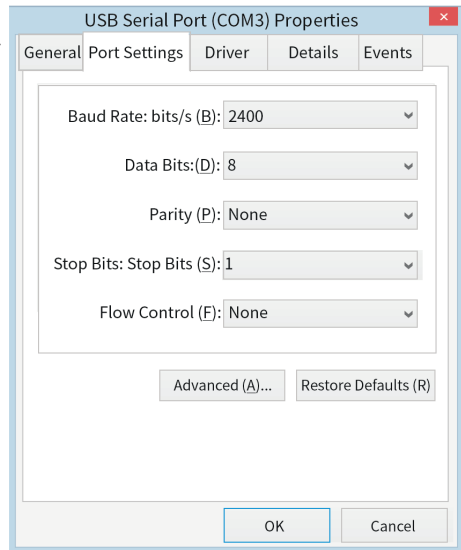 USB Serial Port (COM3) Properties
General Port Settings Driver Details Events
Baud Rate: bits/s (B): 2400
Data Bits:(D): 8
Parity (P): None
Stop Bits: Stop Bits (S): 1
Flow Control (F): None
Advanced (A)... Restore Defaults (R)
OK Cancel